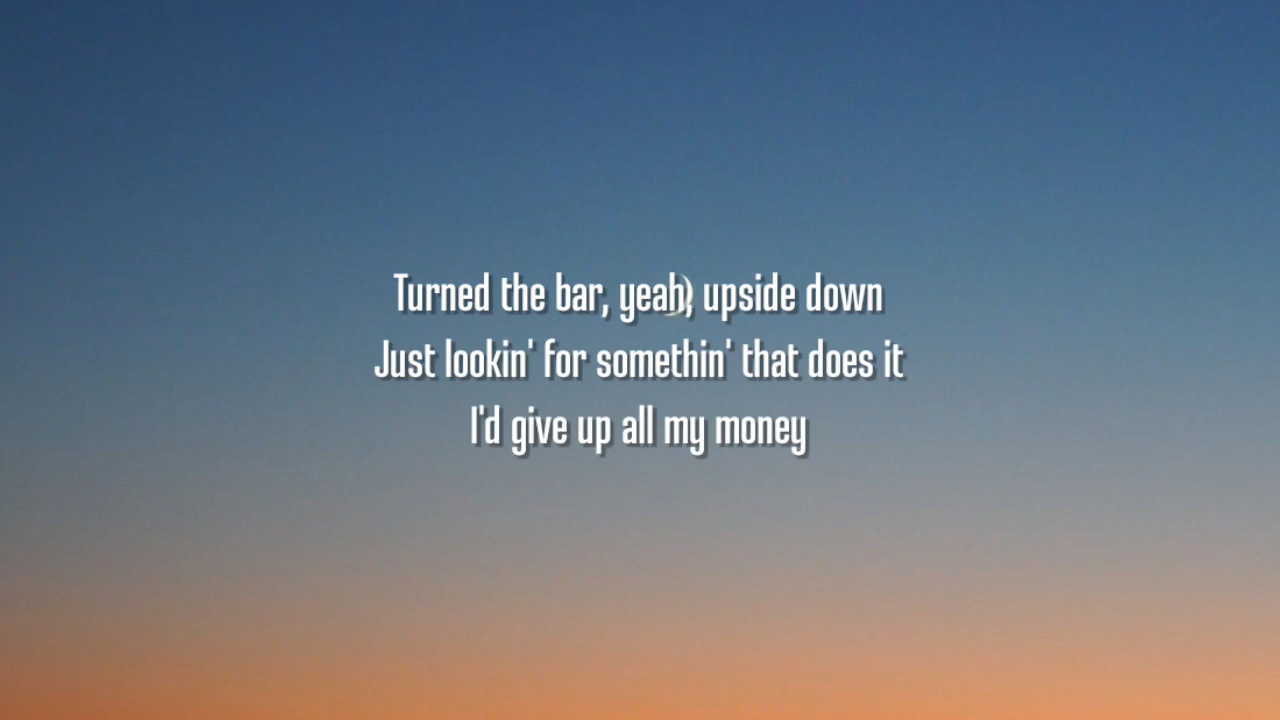 Turned the bar, yeah, upside down
Just lookin' for somethin' that does it
I'd give up all my money